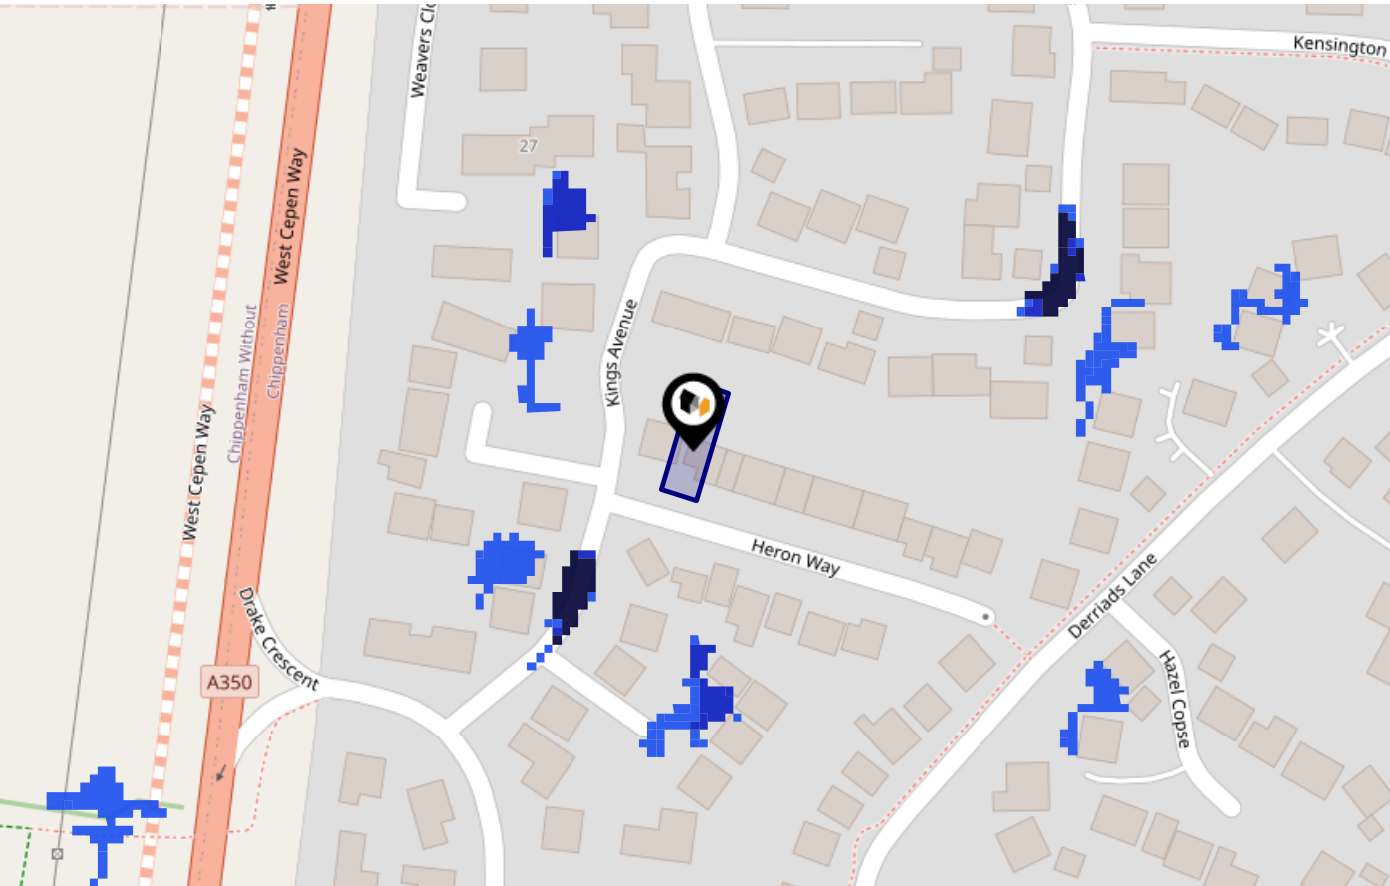 Weavers Clo
Kensington
27
West Cepen Way
Chippenham Without
Chippenham
Kings Avenue
West Cepen Way
Heron Way
Derriads Lane
Drake Crescent
A350
Hazel Copse